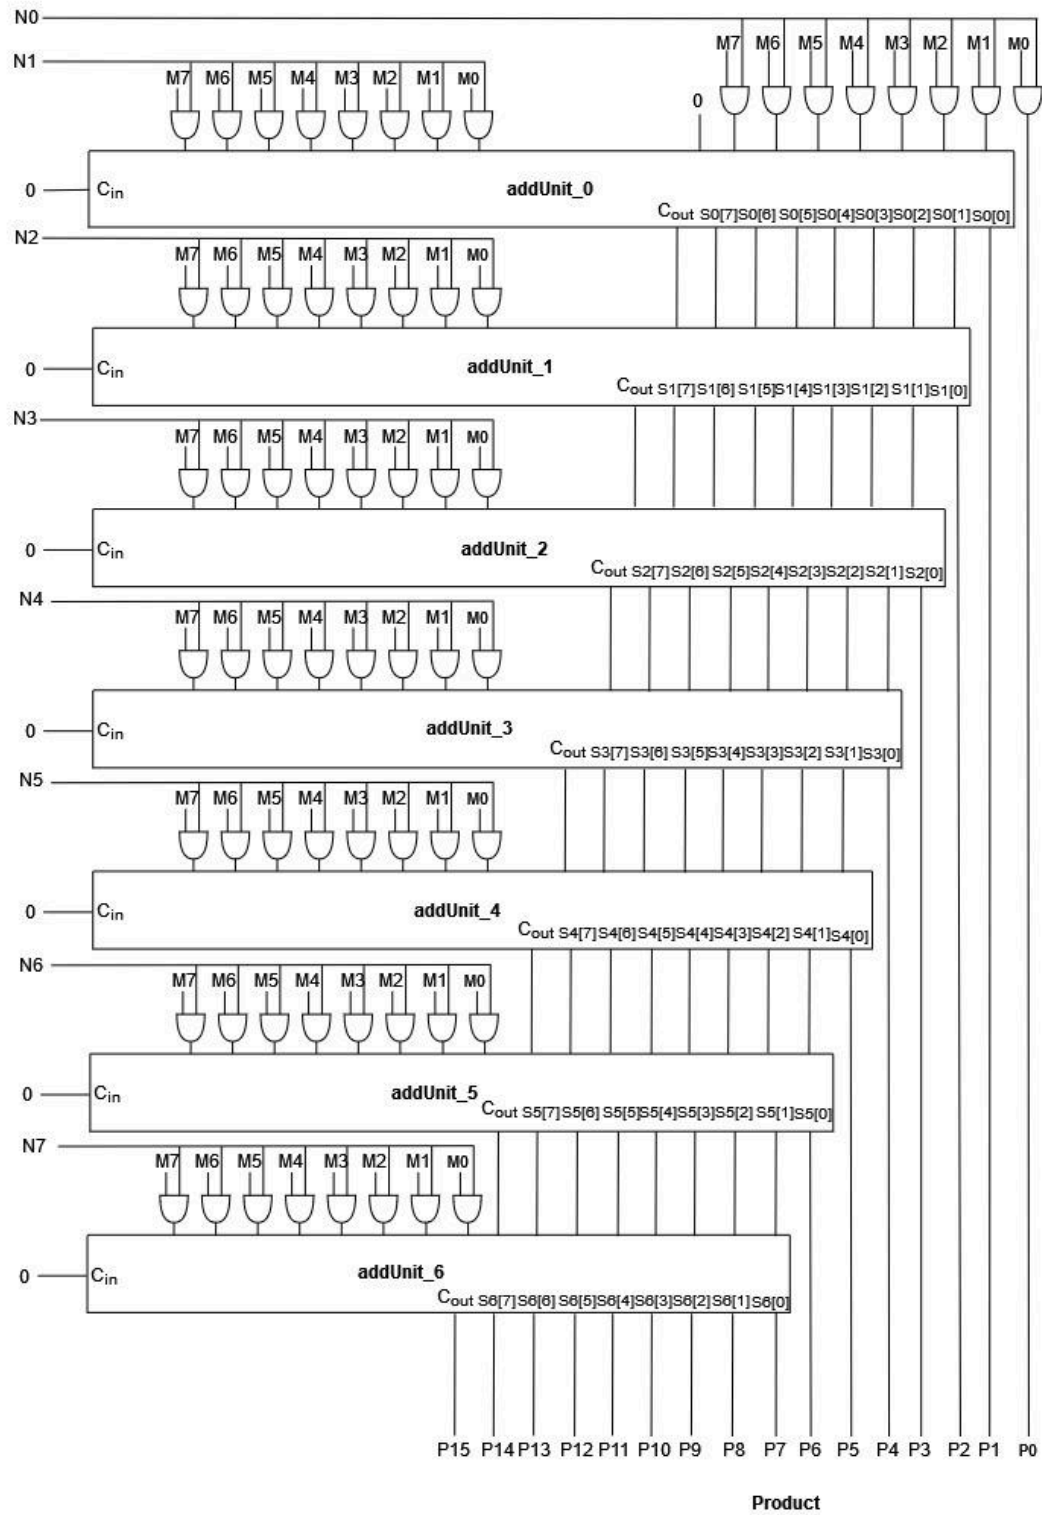 N0
M7 M6 M5 M4 M3 M2 M1 M0
N1
M7 M6 M5 M4 M3 M2 M1 M0
0
0 Cin addUnit_0
Cout S0[7] S0[6] S0[5] S0[4] S0[3] S0[2] S0[1] S0[0]
N2
M7 M6 M5 M4 M3 M2 M1 M0
0 Cin addUnit_1
Cout S1[7] S1[6] S1[5] S1[4] S1[3] S1[2] S1[1] S1[0]
N3
M7 M6 M5 M4 M3 M2 M1 M0
0 Cin addUnit_2
Cout S2[7] S2[6] S2[5] S2[4] S2[3] S2[2] S2[1] S2[0]
N4
M7 M6 M5 M4 M3 M2 M1 M0
0 Cin addUnit_3
Cout S3[7] S3[6] S3[5] S3[4] S3[3] S3[2] S3[1] S3[0]
N5
M7 M6 M5 M4 M3 M2 M1 M0
0 Cin addUnit_4
Cout S4[7] S4[6] S4[5] S4[4] S4[3] S4[2] S4[1] S4[0]
N6
M7 M6 M5 M4 M3 M2 M1 M0
0 Cin addUnit_5
Cout S5[7] S5[6] S5[5] S5[4] S5[3] S5[2] S5[1] S5[0]
N7
M7 M6 M5 M4 M3 M2 M1 M0
0 Cin addUnit_6
Cout S6[7] S6[6] S6[5] S6[4] S6[3] S6[2] S6[1] S6[0]
P15 P14 P13 P12 P11 P10 P9 P8 P7 P6 P5 P4 P3 P2 P1 P0
Product